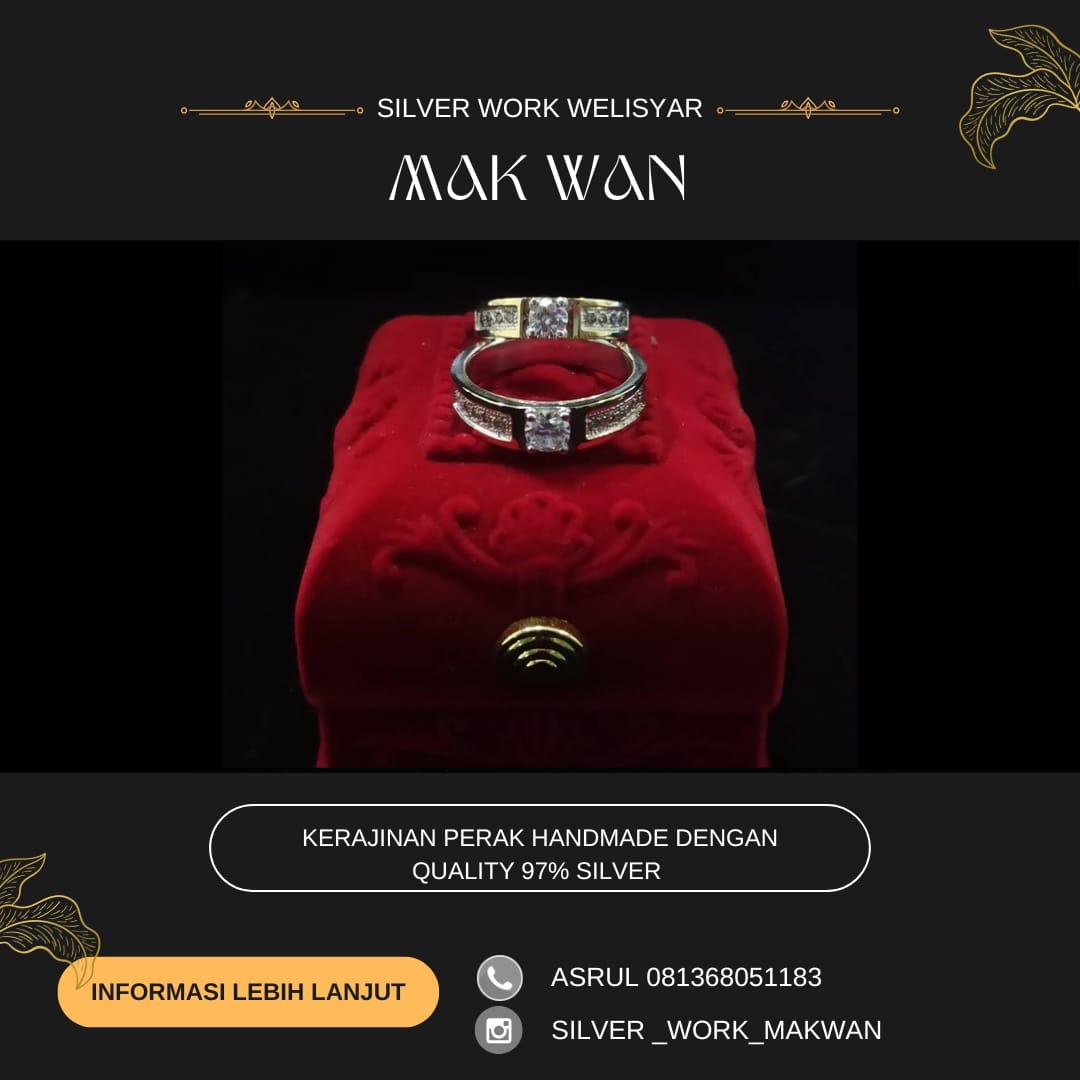 SILVER WORK WELISYAR
MAK WAN
KERAJINAN PERAK HANDMADE DENGAN
QUALITY 97% SILVER
INFORMASI LEBIH LANJUT
ASRUL 081368051183
SILVER _WORK_MAKWAN